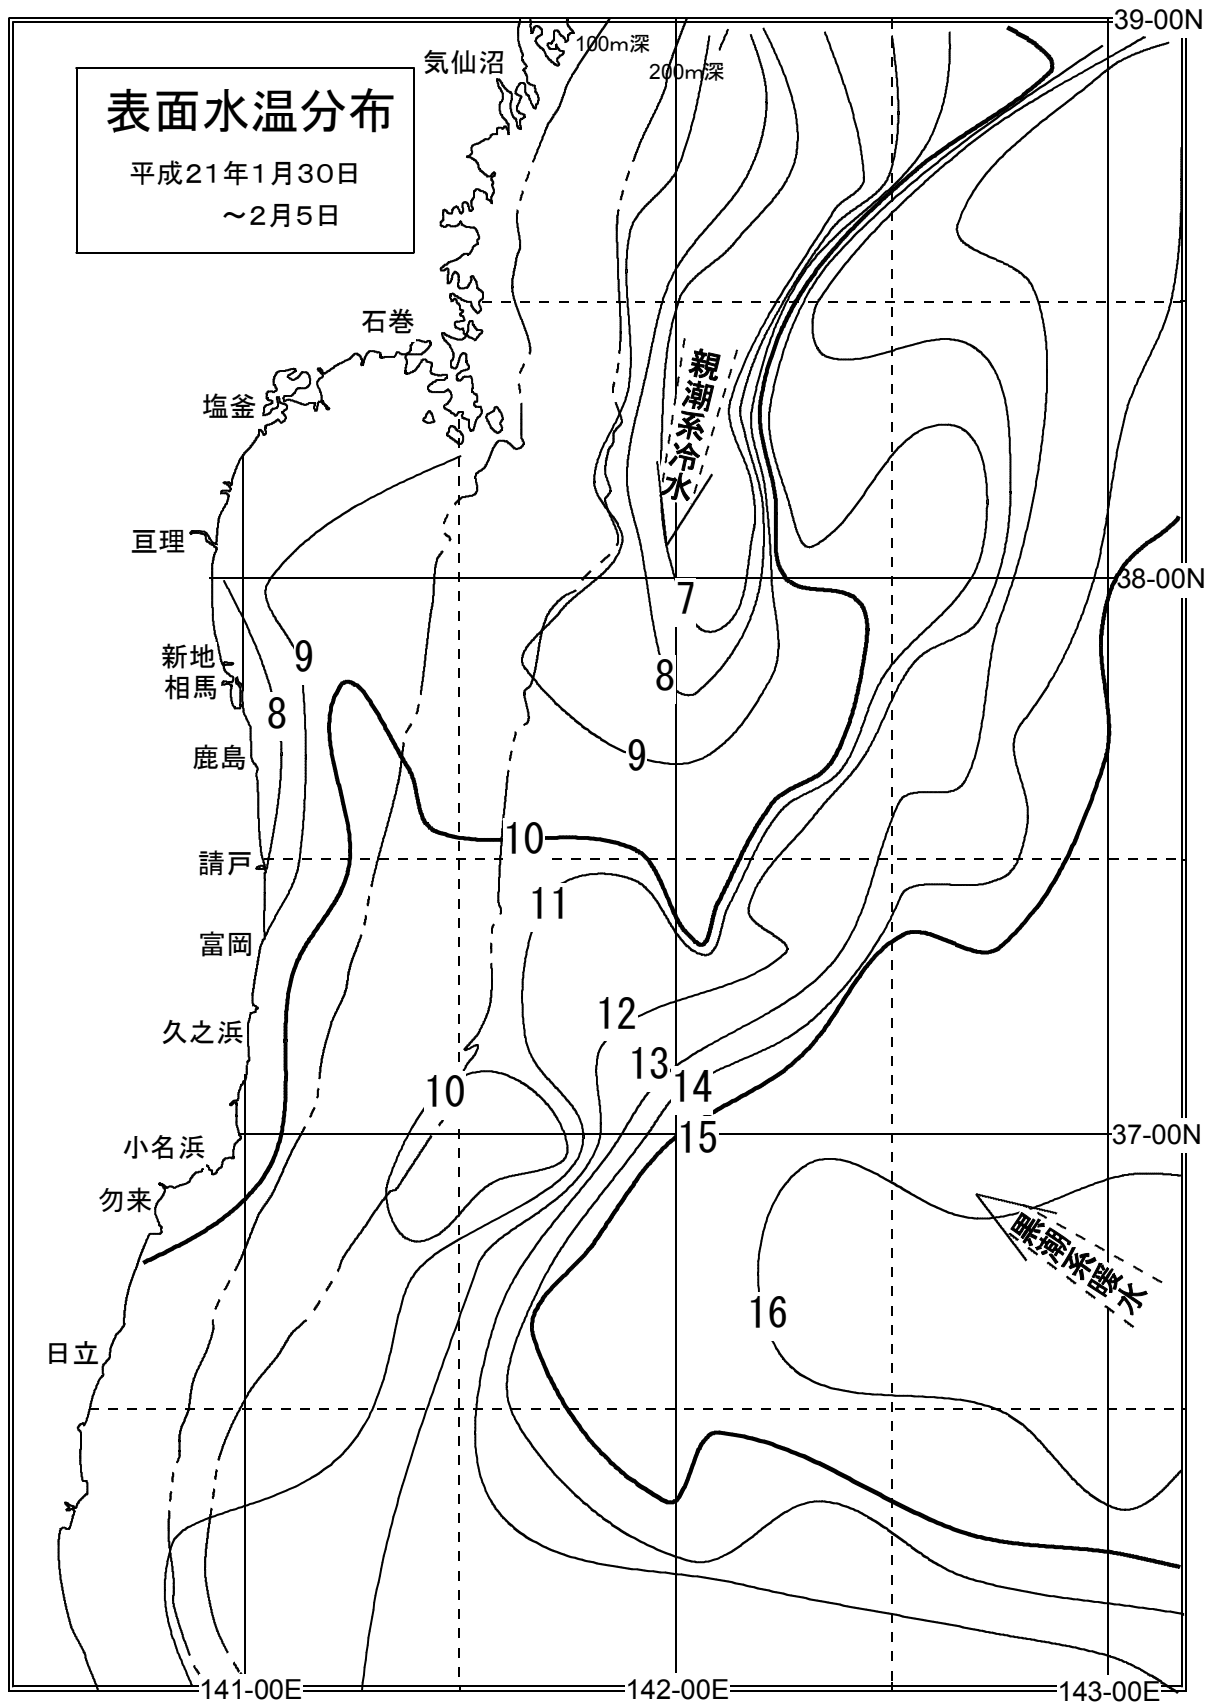 39-00N
100m深
気仙沼
200m深
表面水温分布
平成21年1月30日
～2月5日
石巻
親潮系冷水
塩釜
亘理
38-00N
7
新地
9
8
相馬
8
鹿島
9
10
請戸
11
富岡
12
久之浜
13
14
10
15
37-00N
小名浜
勿来
黒潮系暖水
16
日立
141-00E
142-00E
143-00E